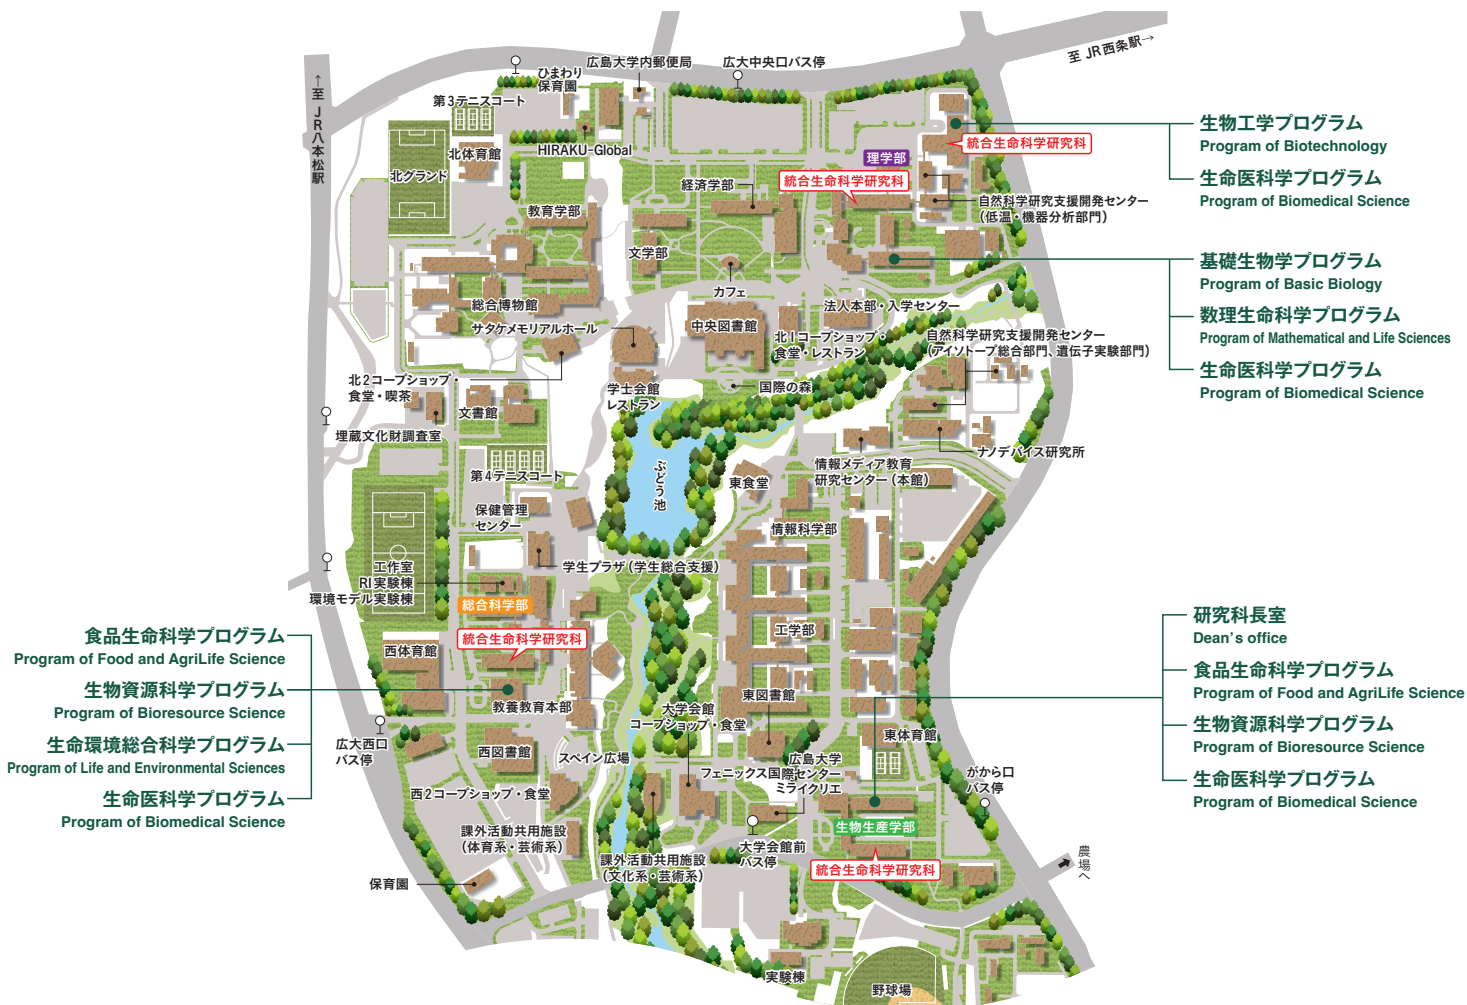 至 JR西条駅→
←至 JR八本松駅
ひまわり
保育園
広島大学内郵便局
広大中央口バス停
第3テニスコート
HIRAKU-Global
北体育館
北グランド
理学部
統合生命科学研究科
統合生命科学研究科
経済学部
自然科学研究支援開発センター
(低温・機器分析部門)
教育学部
文学部
カフェ
総合博物館
サタケメモリアルホール
中央図書館
法人本部・入学センター
北1コープショップ・
食堂・レストラン
自然科学研究支援開発センター
(アイソトープ総合部門、遺伝子実験部門)
北2コープショップ・
食堂・喫茶
文書館
学士会館
レストラン
国際の森
埋蔵文化財調査室
ナノデバイス研究所
情報メディア教育
研究センター(本館)
第4テニスコート
ぶどう池
東食堂
保健管理
センター
情報科学部
学生プラザ(学生総合支援)
工作室
RI実験棟
環境モデル実験棟
総合科学部
統合生命科学研究科
工学部
西体育館
教養教育本部
東図書館
大学会館
コープショップ・食堂
東体育館
広大西口
バス停
西図書館
スペイン広場
広島大学
フェニックス国際センター
ミライクリエ
がから口
バス停
西2コープショップ・食堂
課外活動共用施設
(体育系・芸術系)
生物生産学部
統合生命科学研究科
大学会館前
バス停
課外活動共用施設
(文化系・芸術系)
保育園
農場へ
実験棟
野球場
生物工学プログラム
Program of Biotechnology
生命医科学プログラム
Program of Biomedical Science
基礎生物学プログラム
Program of Basic Biology
数理生命科学プログラム
Program of Mathematical and Life Sciences
生命医科学プログラム
Program of Biomedical Science
食品生命科学プログラム
Program of Food and AgriLife Science
生物資源科学プログラム
Program of Bioresource Science
生命環境総合科学プログラム
Program of Life and Environmental Sciences
生命医科学プログラム
Program of Biomedical Science
研究科長室
Dean's office
食品生命科学プログラム
Program of Food and AgriLife Science
生物資源科学プログラム
Program of Bioresource Science
生命医科学プログラム
Program of Biomedical Science